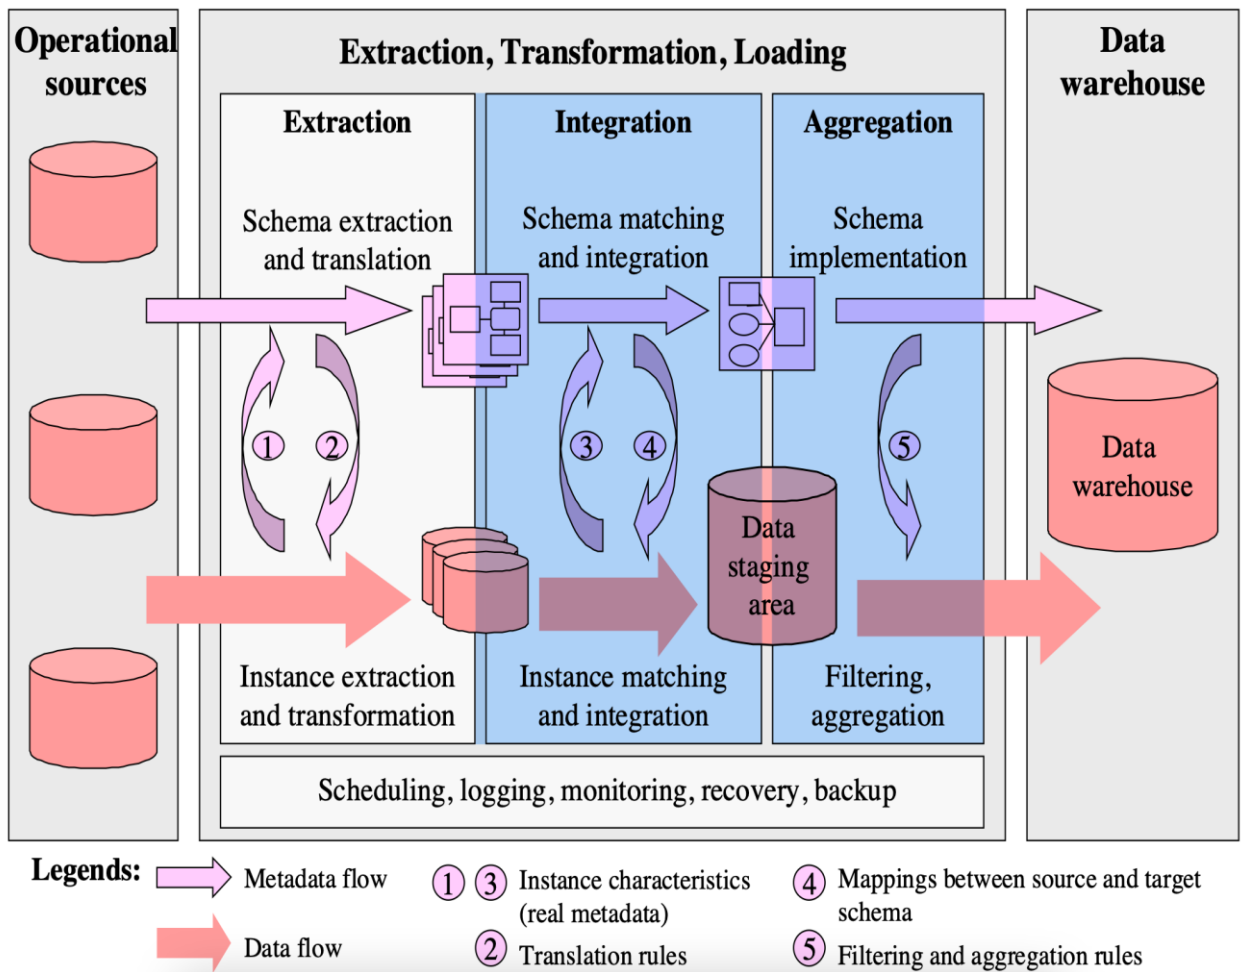 Operational
sources
Extraction, Transformation, Loading
Data
warehouse
Extraction
Integration
Aggregation
Schema extraction
and translation
Schema matching
and integration
Schema
implementation
1
2
3
4
5
Data
staging
area
Data
warehouse
Instance extraction
and transformation
Instance matching
and integration
Filtering,
aggregation
Scheduling, logging, monitoring, recovery, backup
Legends:
Metadata flow
Data flow
1 3 Instance characteristics
(real metadata)
2 Translation rules
4 Mappings between source and target
schema
5 Filtering and aggregation rules